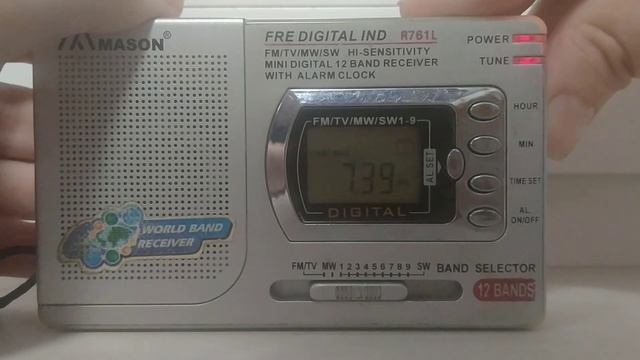 MASON
FRE DIGITAL IND R761L
FM/TV/MW/SW HI-SENSITIVITY
MINI DIGITAL 12 BAND RECEIVER
WITH ALARM CLOCK
POWER
TUNE
FM/TV/MW/SW1-9
7.39
DIGITAL
AL.SET
HOUR
MIN
TIME SET
AL.
ON/OFF
WORLD BAND
RECEIVER
FM/TV MW 1 2 3 4 5 6 7 8 9 SW
BAND SELECTOR
12 BANDS